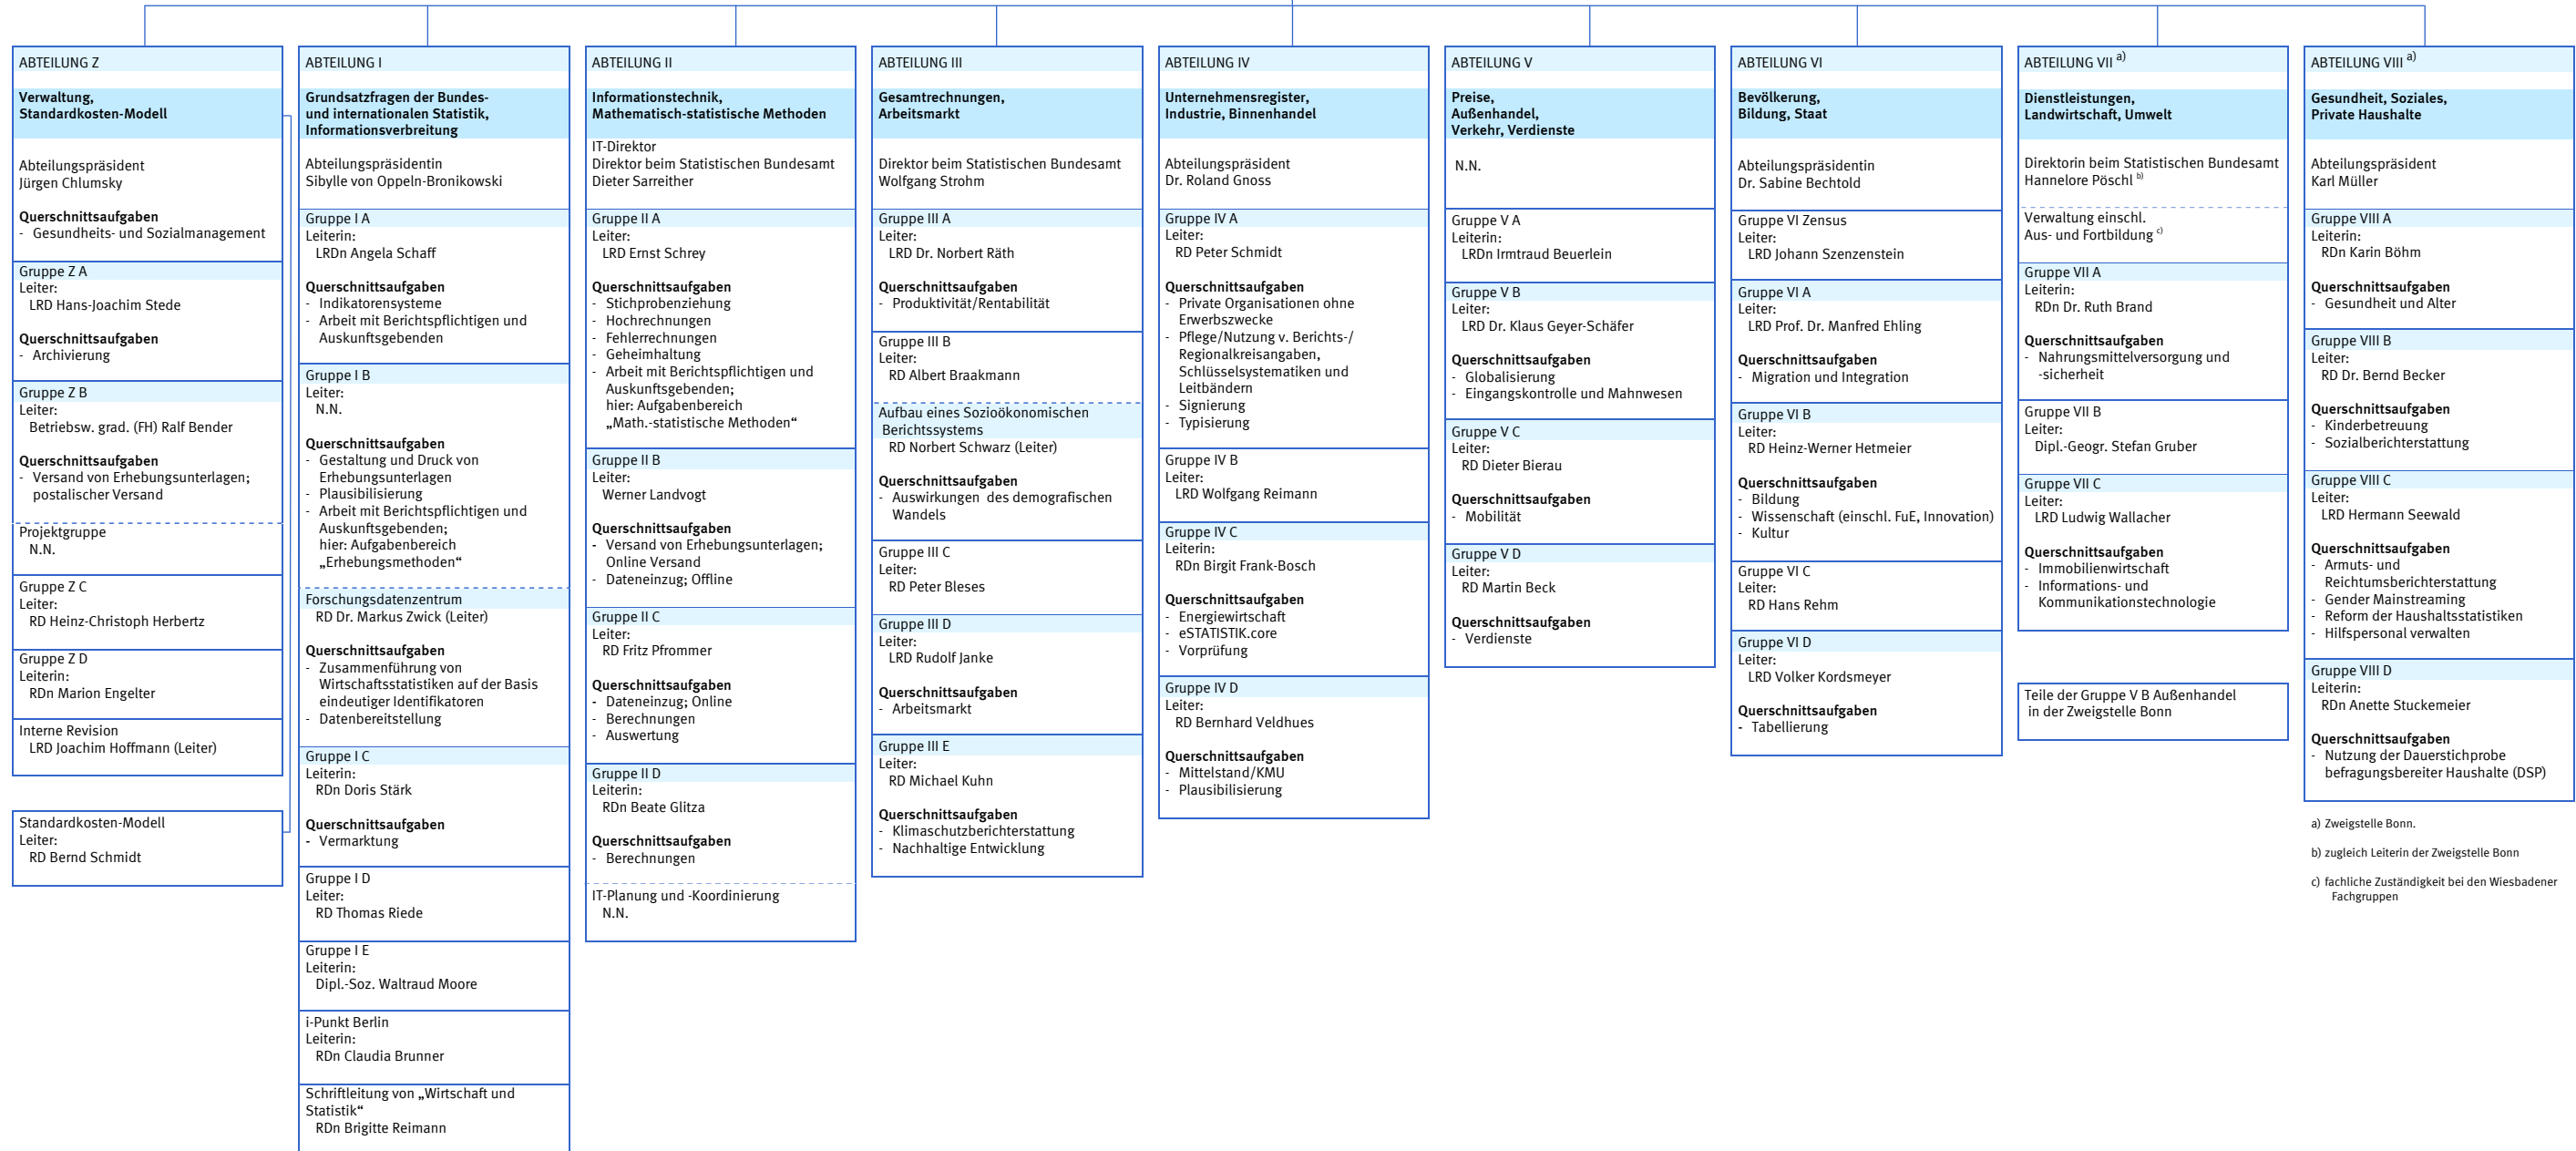 ABTEILUNG Z
Verwaltung,
Standardkosten-Modell
Abteilungspräsident
Jürgen Chlumsky
Querschnittsaufgaben
- Gesundheits- und Sozialmanagement
Gruppe Z A
Leiter:
LRD Hans-Joachim Stede
Querschnittsaufgaben
- Archivierung
Gruppe Z B
Leiter:
Betriebsw. grad. (FH) Ralf Bender
Querschnittsaufgaben
- Versand von Erhebungsunterlagen;
postalischer Versand
Projektgruppe
N.N.
Gruppe Z C
Leiter:
RD Heinz-Christoph Herbertz
Gruppe Z D
Leiterin:
RDn Marion Engelter
Interne Revision
LRD Joachim Hoffmann (Leiter)
Standardkosten-Modell
Leiter:
RD Bernd Schmidt
ABTEILUNG I
Grundsatzfragen der Bundes-
und internationalen Statistik,
Informationsverbreitung
Abteilungspräsidentin
Sibylle von Oppeln-Bronikowski
Gruppe I A
Leiterin:
LRDn Angela Schaff
Querschnittsaufgaben
- Indikatorensysteme
- Arbeit mit Berichtspflichtigen und
Auskunftsgebenden
Gruppe I B
Leiter:
N.N.
Querschnittsaufgaben
- Gestaltung und Druck von
Erhebungsunterlagen
- Plausibilisierung
- Arbeit mit Berichtspflichtigen und
Auskunftsgebenden;
hier: Aufgabenbereich
„Erhebungsmethoden“
Forschungsdatenzentrum
RD Dr. Markus Zwick (Leiter)
Querschnittsaufgaben
- Zusammenführung von
Wirtschaftsstatistiken auf der Basis
eindeutiger Identifikatoren
- Datenbereitstellung
Gruppe I C
Leiterin:
RDn Doris Stärk
Querschnittsaufgaben
- Vermarktung
Gruppe I D
Leiter:
RD Thomas Riede
Gruppe I E
Leiterin:
Dipl.-Soz. Waltraud Moore
i-Punkt Berlin
Leiterin:
RDn Claudia Brunner
Schriftleitung von „Wirtschaft und
Statistik“
RDn Brigitte Reimann
ABTEILUNG II
Informationstechnik,
Mathematisch-statistische Methoden
IT-Direktor
Direktor beim Statistischen Bundesamt
Dieter Sarreither
Gruppe II A
Leiter:
LRD Ernst Schrey
Querschnittsaufgaben
- Stichprobenziehung
- Hochrechnungen
- Fehlerrechnungen
- Geheimhaltung
- Arbeit mit Berichtspflichtigen und
Auskunftsgebenden;
hier: Aufgabenbereich
„Math.-statistische Methoden“
Gruppe II B
Leiter:
Werner Landvogt
Querschnittsaufgaben
- Versand von Erhebungsunterlagen;
Online Versand
- Dateneinzug; Offline
Gruppe II C
Leiter:
RD Fritz Pfrommer
Querschnittsaufgaben
- Dateneinzug; Online
- Berechnungen
- Auswertung
Gruppe II D
Leiterin:
RDn Beate Glitza
Querschnittsaufgaben
- Berechnungen
IT-Planung und -Koordinierung
N.N.
ABTEILUNG III
Gesamtrechnungen,
Arbeitsmarkt
Direktor beim Statistischen Bundesamt
Wolfgang Strohm
Gruppe III A
Leiter:
LRD Dr. Norbert Räth
Querschnittsaufgaben
- Produktivität/Rentabilität
Gruppe III B
Leiter:
RD Albert Braakmann
Aufbau eines Sozioökonomischen
Berichtssystems
RD Norbert Schwarz (Leiter)
Querschnittsaufgaben
- Auswirkungen des demografischen
Wandels
Gruppe III C
Leiter:
RD Peter Bleses
Gruppe III D
Leiter:
LRD Rudolf Janke
Querschnittsaufgaben
- Arbeitsmarkt
Gruppe III E
Leiter:
RD Michael Kuhn
Querschnittsaufgaben
- Klimaschutzberichterstattung
- Nachhaltige Entwicklung
ABTEILUNG IV
Unternehmensregister,
Industrie, Binnenhandel
Abteilungspräsident
Dr. Roland Gnoss
Gruppe IV A
Leiter:
RD Peter Schmidt
Querschnittsaufgaben
- Private Organisationen ohne
Erwerbszwecke
- Pflege/Nutzung v. Berichts-/
Regionalkreisangaben,
Schlüsselsystematiken und
Leitbändern
- Signierung
- Typisierung
Gruppe IV B
Leiter:
LRD Wolfgang Reimann
Gruppe IV C
Leiterin:
RDn Birgit Frank-Bosch
Querschnittsaufgaben
- Energiewirtschaft
- eSTATISTIK.core
- Vorprüfung
Gruppe IV D
Leiter:
RD Bernhard Veldhues
Querschnittsaufgaben
- Mittelstand/KMU
- Plausibilisierung
ABTEILUNG V
Preise,
Außenhandel,
Verkehr, Verdienste
N.N.
Gruppe V A
Leiterin:
LRDn Irmtraud Beuerlein
Gruppe V B
Leiter:
LRD Dr. Klaus Geyer-Schäfer
Querschnittsaufgaben
- Globalisierung
- Eingangskontrolle und Mahnwesen
Gruppe V C
Leiter:
RD Dieter Bierau
Querschnittsaufgaben
- Mobilität
Gruppe V D
Leiter:
RD Martin Beck
Querschnittsaufgaben
- Verdienste
ABTEILUNG VI
Bevölkerung,
Bildung, Staat
Abteilungspräsidentin
Dr. Sabine Bechtold
Gruppe VI Zensus
Leiter:
LRD Johann Szenzenstein
Gruppe VI A
Leiter:
LRD Prof. Dr. Manfred Ehling
Querschnittsaufgaben
- Migration und Integration
Gruppe VI B
Leiter:
RD Heinz-Werner Hetmeier
Querschnittsaufgaben
- Bildung
- Wissenschaft (einschl. FuE, Innovation)
- Kultur
Gruppe VI C
Leiter:
RD Hans Rehm
Gruppe VI D
Leiter:
LRD Volker Kordsmeyer
Querschnittsaufgaben
- Tabellierung
ABTEILUNG VII a)
Dienstleistungen,
Landwirtschaft, Umwelt
Direktorin beim Statistischen Bundesamt
Hannelore Pöschl b)
Verwaltung einschl.
Aus- und Fortbildung c)
Gruppe VII A
Leiterin:
RDn Dr. Ruth Brand
Querschnittsaufgaben
- Nahrungsmittelversorgung und
-sicherheit
Gruppe VII B
Leiter:
Dipl.-Geogr. Stefan Gruber
Gruppe VII C
Leiter:
LRD Ludwig Wallacher
Querschnittsaufgaben
- Immobilienwirtschaft
- Informations- und
Kommunikationstechnologie
Teile der Gruppe V B Außenhandel
in der Zweigstelle Bonn
ABTEILUNG VIII a)
Gesundheit, Soziales,
Private Haushalte
Abteilungspräsident
Karl Müller
Gruppe VIII A
Leiterin:
RDn Karin Böhm
Querschnittsaufgaben
- Gesundheit und Alter
Gruppe VIII B
Leiter:
RD Dr. Bernd Becker
Querschnittsaufgaben
- Kinderbetreuung
- Sozialberichterstattung
Gruppe VIII C
Leiter:
LRD Hermann Seewald
Querschnittsaufgaben
- Armuts- und
Reichtumsberichterstattung
- Gender Mainstreaming
- Reform der Haushaltsstatistiken
- Hilfspersonal verwalten
Gruppe VIII D
Leiterin:
RDn Anette Stuckemeier
Querschnittsaufgaben
- Nutzung der Dauerstichprobe
befragungsbereiter Haushalte (DSP)
a) Zweigstelle Bonn.
b) zugleich Leiterin der Zweigstelle Bonn
c) fachliche Zuständigkeit bei den Wiesbadener
Fachgruppen